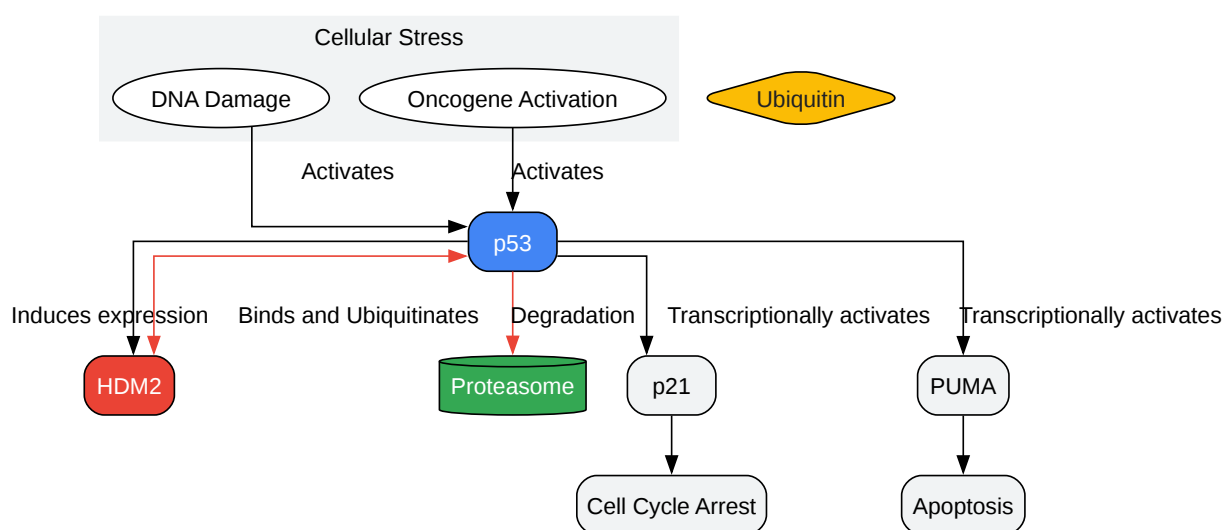 Cellular Stress
DNA Damage
Oncogene Activation
Ubiquitin
Activates
Activates
p53
Induces expression
Binds and Ubiquitinates
Degradation
Transcriptionally activates
Transcriptionally activates
HDM2
Proteasome
p21
PUMA
Cell Cycle Arrest
Apoptosis